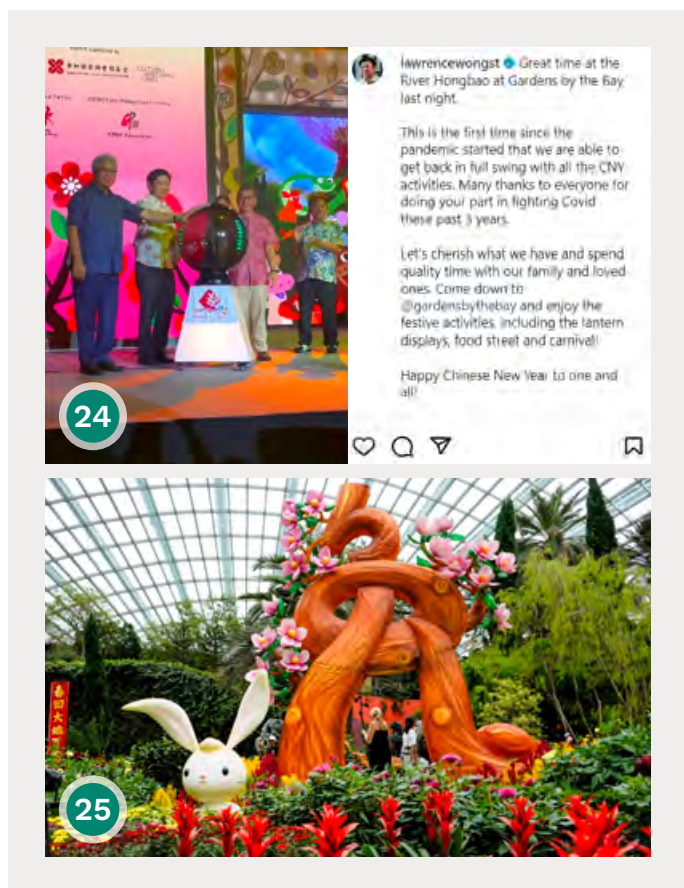 lawrencewongst Great time at the
River Hongbao at Gardens by the Bay
last night.
This is the first time since the
pandemic started that we are able to
get back in full swing with all the CNY
activities. Many thanks to everyone for
doing your part in fighting Covid
these past 3 years.
Let's cherish what we have and spend
quality time with our family and loved
ones. Come down to
@gardensbythebay and enjoy the
festive activities, including the lantern
displays, food street and carnival!
Happy Chinese New Year to one and
all!
24
25